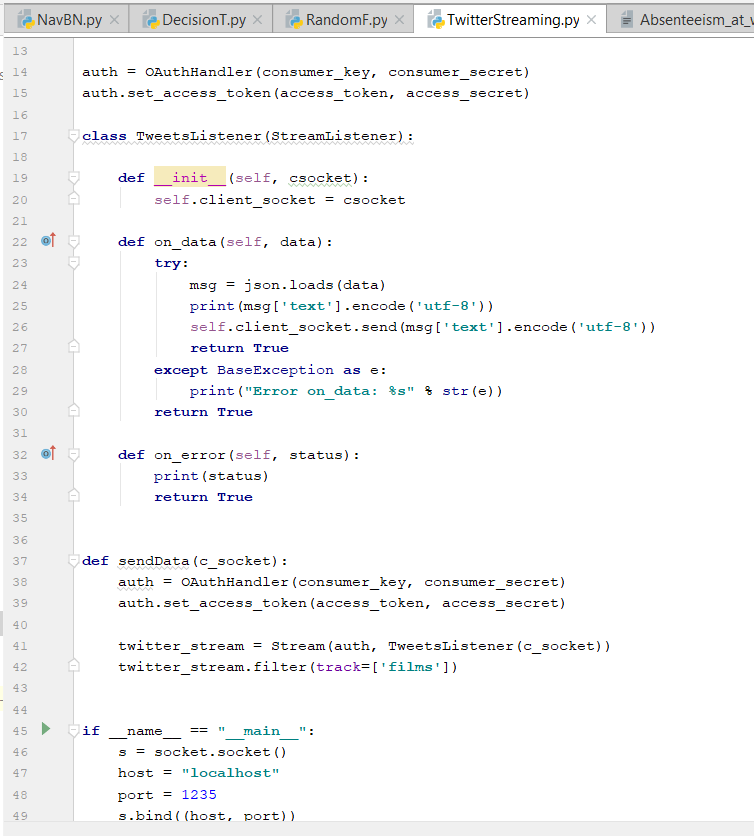 NavBN.py × DecisionT.py × RandomF.py × TwitterStreaming.py × Absenteeism_at_w
13
14 auth = OAuthHandler(consumer_key, consumer_secret)
15 auth.set_access_token(access_token, access_secret)
16
17 class TweetsListener(StreamListener):
18
19     def __init__(self, csocket):
20         self.client_socket = csocket
21
22     def on_data(self, data):
23         try:
24             msg = json.loads(data)
25             print(msg['text'].encode('utf-8'))
26             self.client_socket.send(msg['text'].encode('utf-8'))
27             return True
28         except BaseException as e:
29             print("Error on_data: %s" % str(e))
30         return True
31
32     def on_error(self, status):
33         print(status)
34         return True
35
36
37 def sendData(c_socket):
38     auth = OAuthHandler(consumer_key, consumer_secret)
39     auth.set_access_token(access_token, access_secret)
40
41     twitter_stream = Stream(auth, TweetsListener(c_socket))
42     twitter_stream.filter(track=['films'])
43
44
45 if __name__ == "__main__":
46     s = socket.socket()
47     host = "localhost"
48     port = 1235
49     s.bind((host, port))